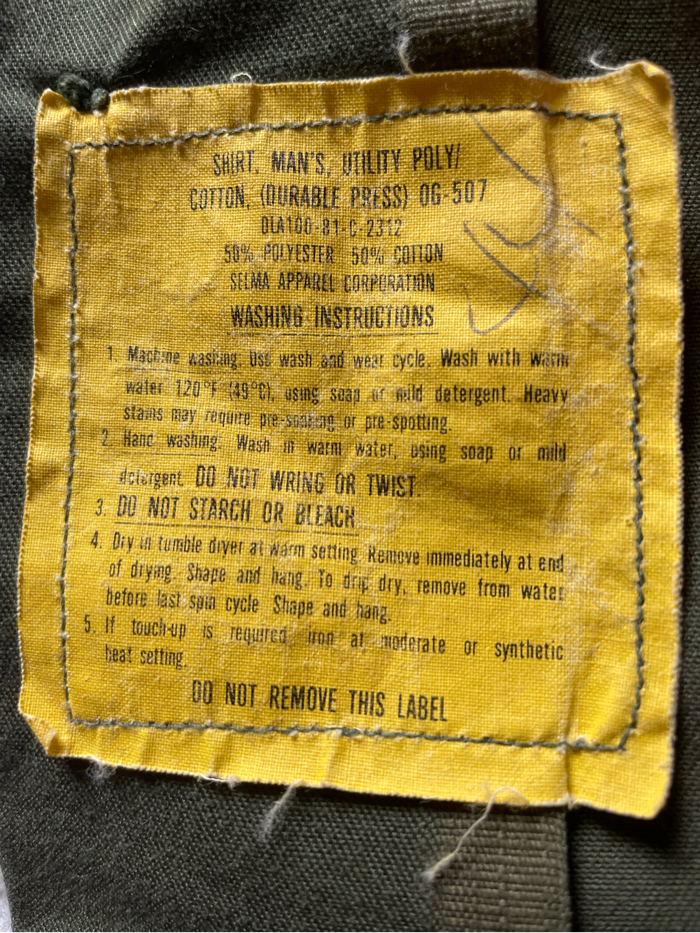 SHIRT, MAN'S, UTILITY POLY/
COTTON, (DURABLE PRESS) OG-507
DLA100-81-C-2312
50% POLYESTER 50% COTTON
SELMA APPAREL CORPORATION
WASHING INSTRUCTIONS
1. Machine washing. Use wash and wear cycle. Wash with warm
water 120°F (49°C), using soap or mild detergent. Heavy
stains may require pre-soaking or pre-spotting.
2. Hand washing: Wash in warm water, using soap or mild
detergent. DO NOT WRING OR TWIST.
3. DO NOT STARCH OR BLEACH
4. Dry in tumble dryer at warm setting. Remove immediately at end
of drying. Shape and hang. To drip dry, remove from water
before last spin cycle Shape and hang.
5. If touch-up is required, iron at moderate or synthetic
heat setting.
DO NOT REMOVE THIS LABEL